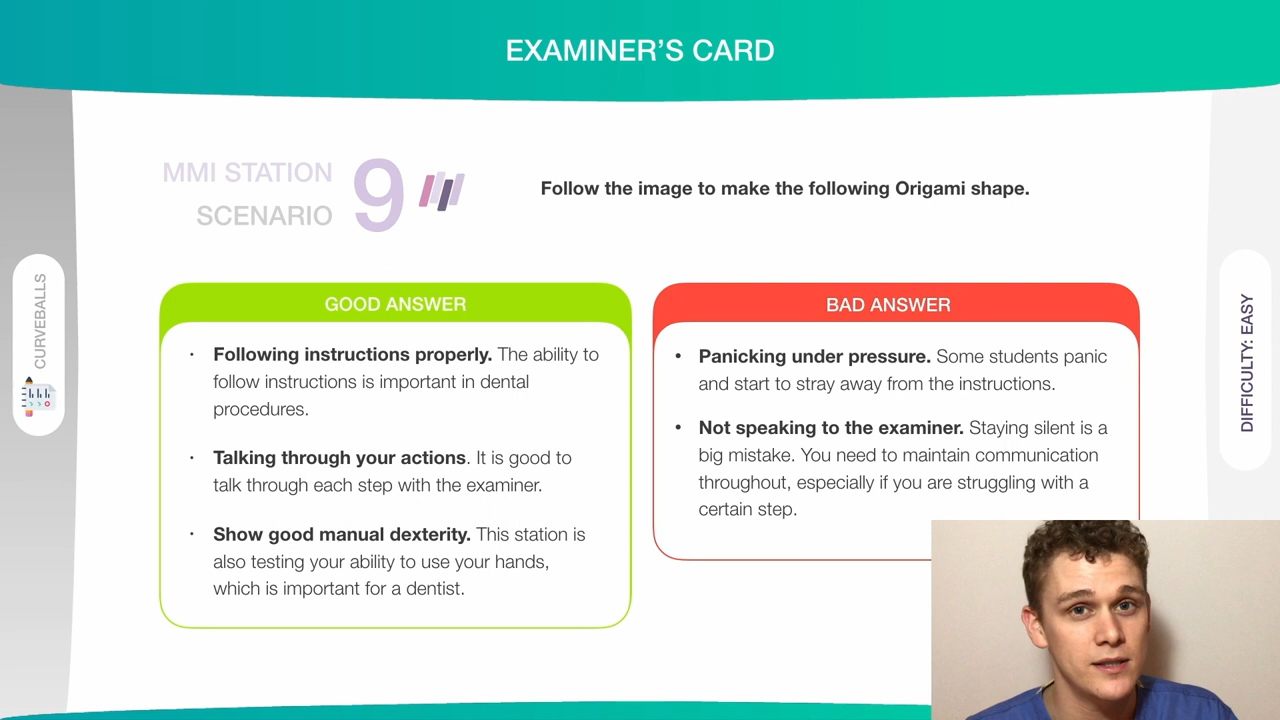 EXAMINER'S CARD
MMI STATION
SCENARIO
9
Follow the image to make the following Origami shape.
CURVEBALLS
DIFFICULTY: EASY
GOOD ANSWER
· Following instructions properly. The ability to
follow instructions is important in dental
procedures.
· Talking through your actions. It is good to
talk through each step with the examiner.
· Show good manual dexterity. This station is
also testing your ability to use your hands,
which is important for a dentist.
BAD ANSWER
• Panicking under pressure. Some students panic
and start to stray away from the instructions.
• Not speaking to the examiner. Staying silent is a
big mistake. You need to maintain communication
throughout, especially if you are struggling with a
certain step.